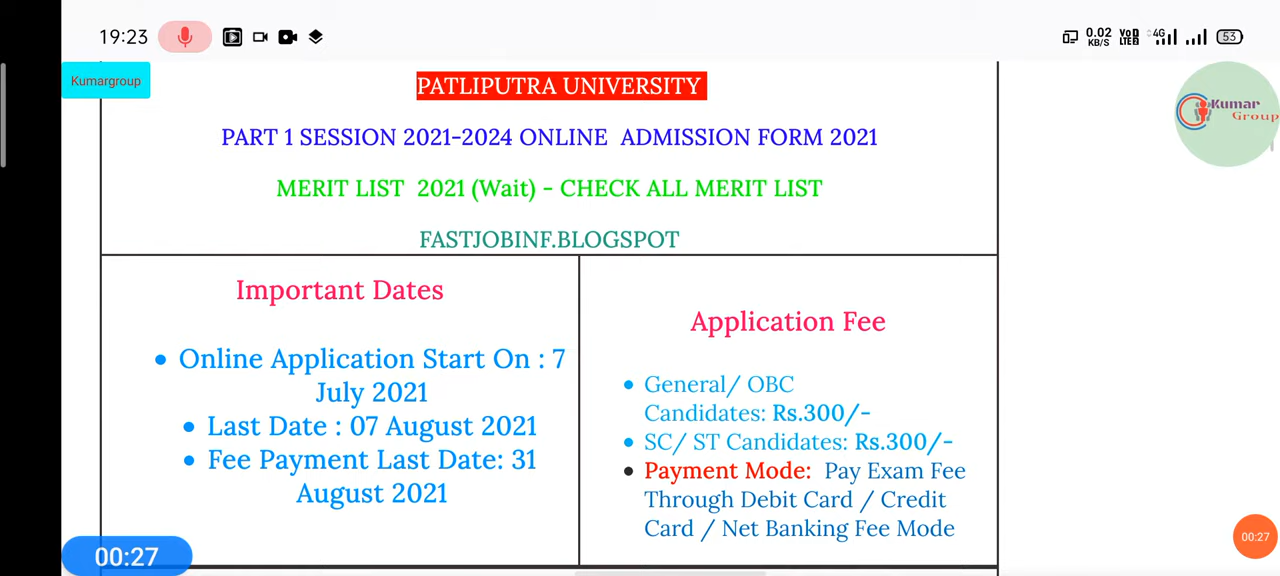 19:23
0.02
KB/S
VoD
LTE2
4G
53
Kumargroup
Kumar
Group
PATLIPUTRA UNIVERSITY
PART 1 SESSION 2021-2024 ONLINE ADMISSION FORM 2021
MERIT LIST 2021 (Wait) - CHECK ALL MERIT LIST
FASTJOBINF.BLOGSPOT
Important Dates
• Online Application Start On : 7
July 2021
• Last Date : 07 August 2021
• Fee Payment Last Date: 31
August 2021
Application Fee
• General/ OBC
Candidates: Rs.300/-
• SC/ ST Candidates: Rs.300/-
• Payment Mode: Pay Exam Fee
Through Debit Card / Credit
Card / Net Banking Fee Mode
00:27
00:27